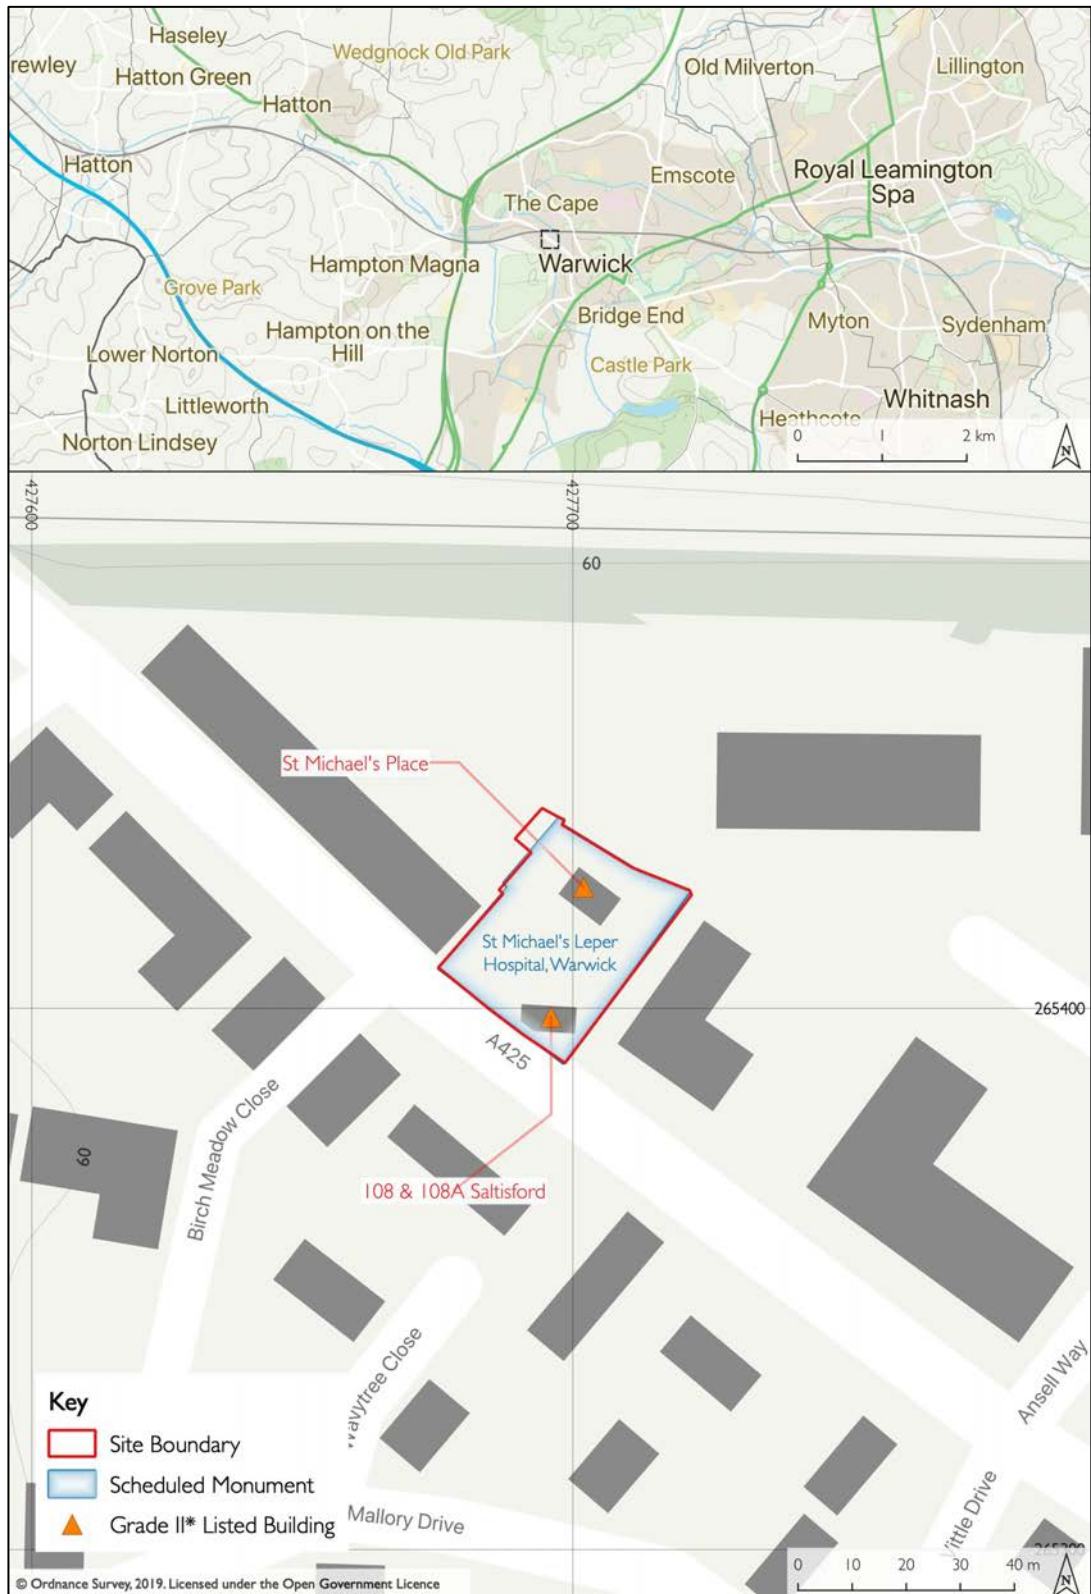 Haseley
Wedgnock Old Park
rewley
Hatton Green
Old Milverton
Lillington
Hatton
Hatton
Emscote
Royal Leamington
Spa
The Cape
Hampton Magna
Warwick
Grove Park
Bridge End
Myton
Sydenham
Hampton on the
Hill
Lower Norton
Castle Park
Littleworth
Whitnash
Heathcote
Norton Lindsey
0 1 2 km
N
427600
427700
60
St Michael's Place
St Michael's Leper
Hospital, Warwick
265400
A425
Birch Meadow Close
60
108 & 108A Saltisford
Ansell Way
Key
Site Boundary
Scheduled Monument
Grade II* Listed Building
Mallory Drive
0 10 20 30 40 m
N
© Ordnance Survey, 2019. Licensed under the Open Government Licence